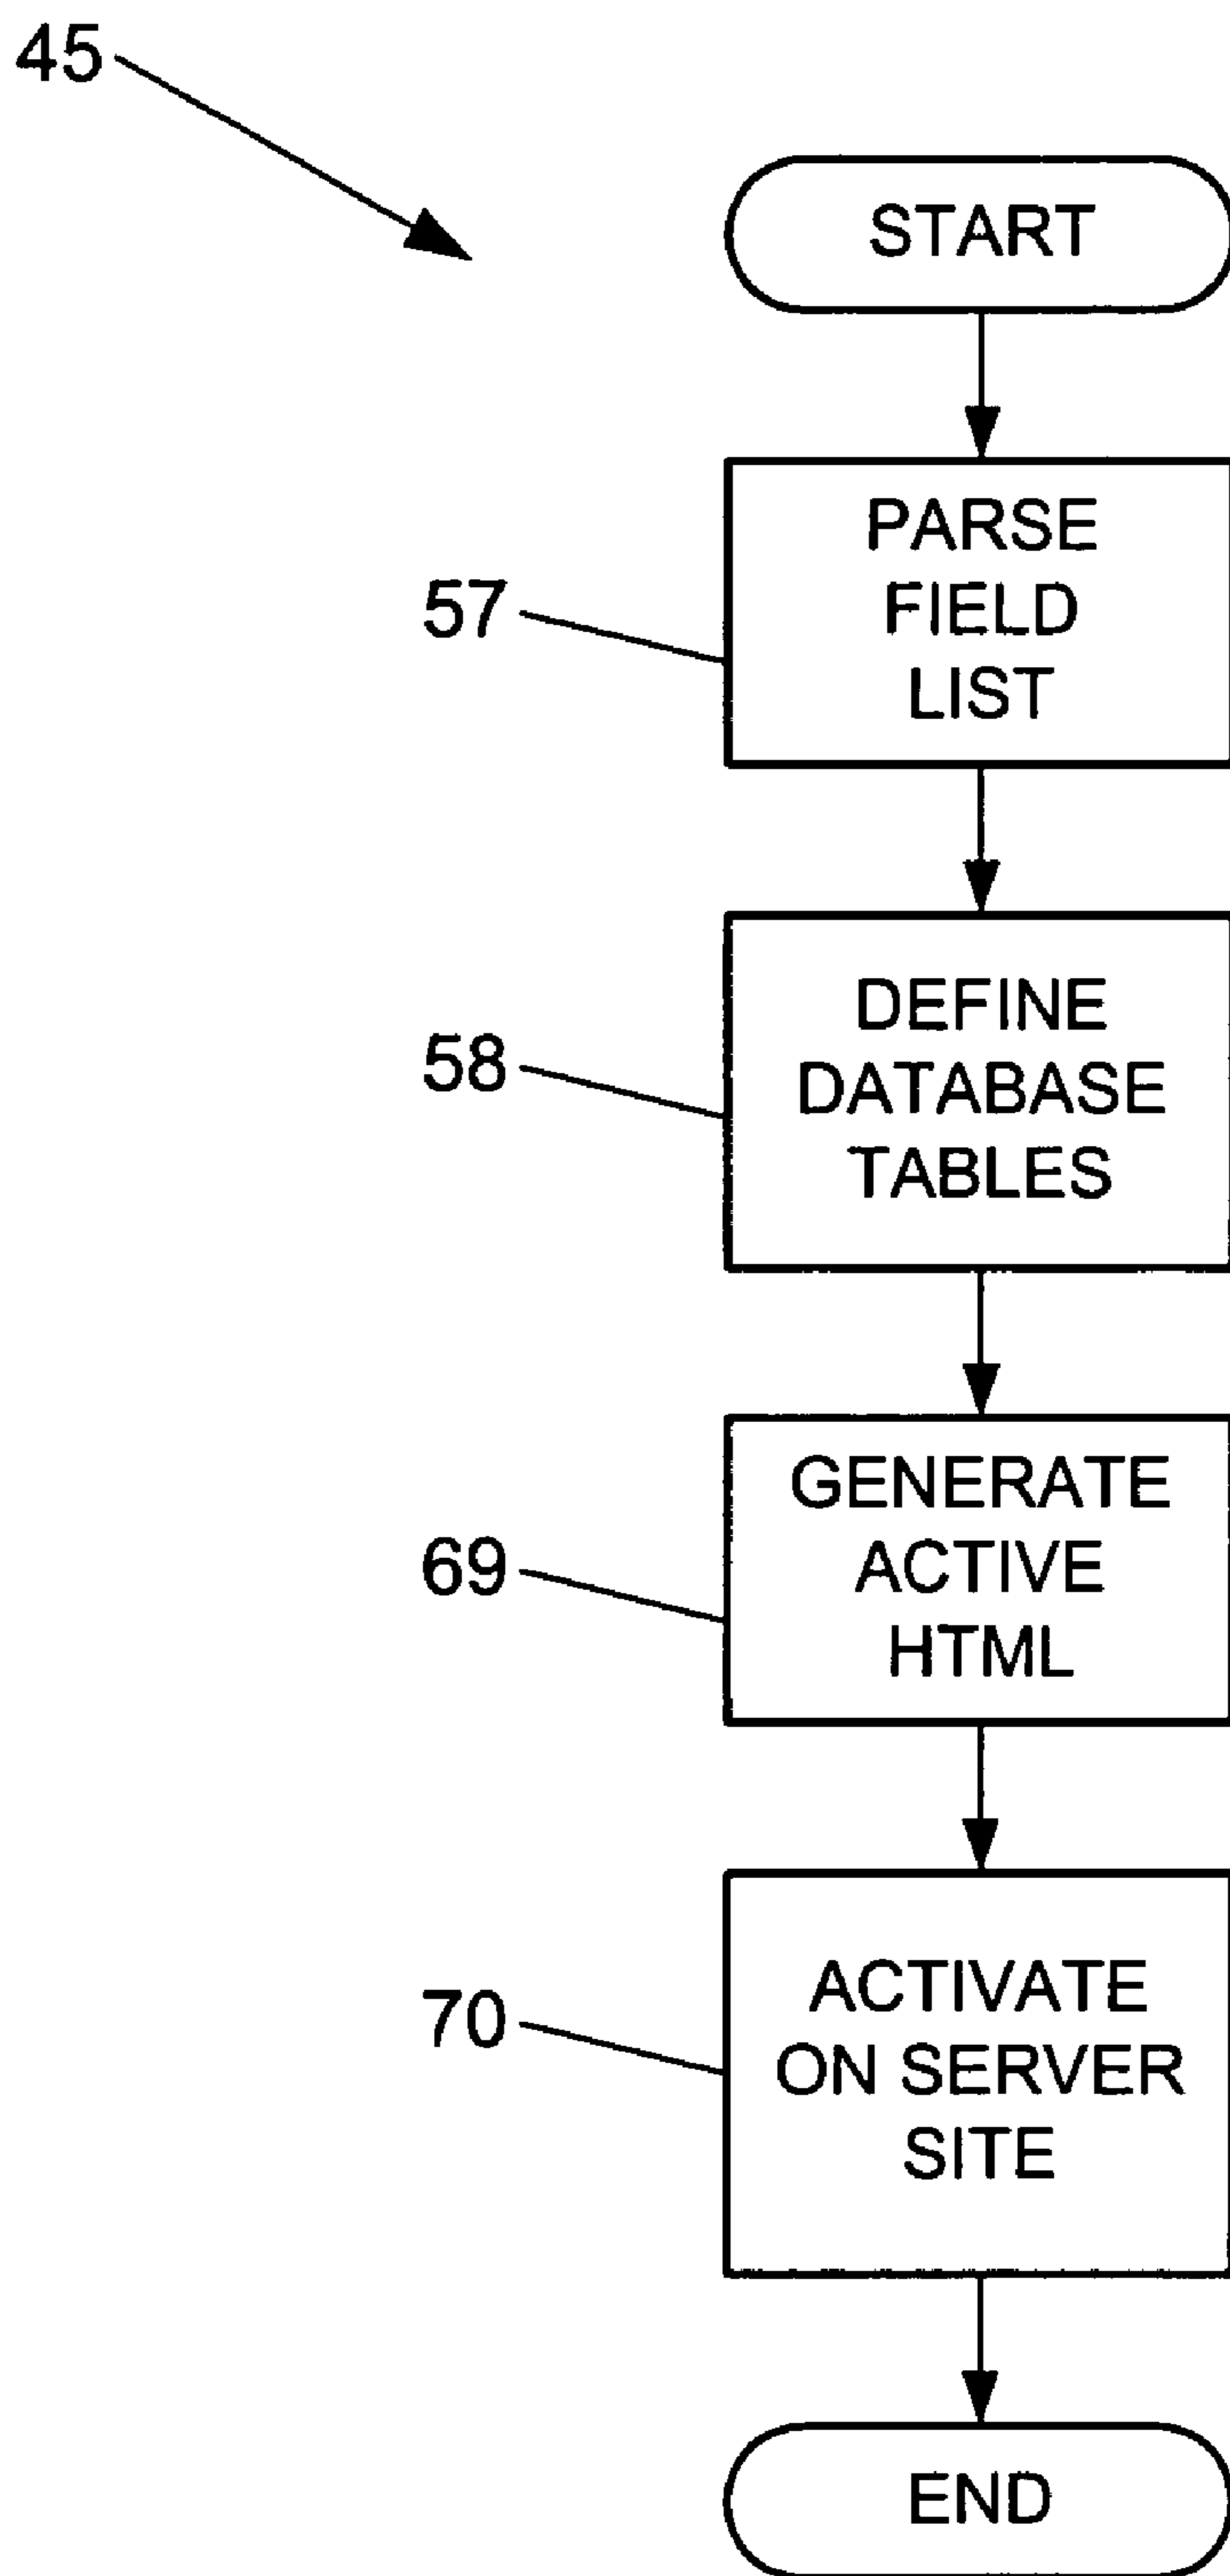 45
START
PARSE
FIELD
LIST
57
DEFINE
DATABASE
TABLES
58
GENERATE
ACTIVE
HTML
69
ACTIVATE
ON SERVER
SITE
70
END